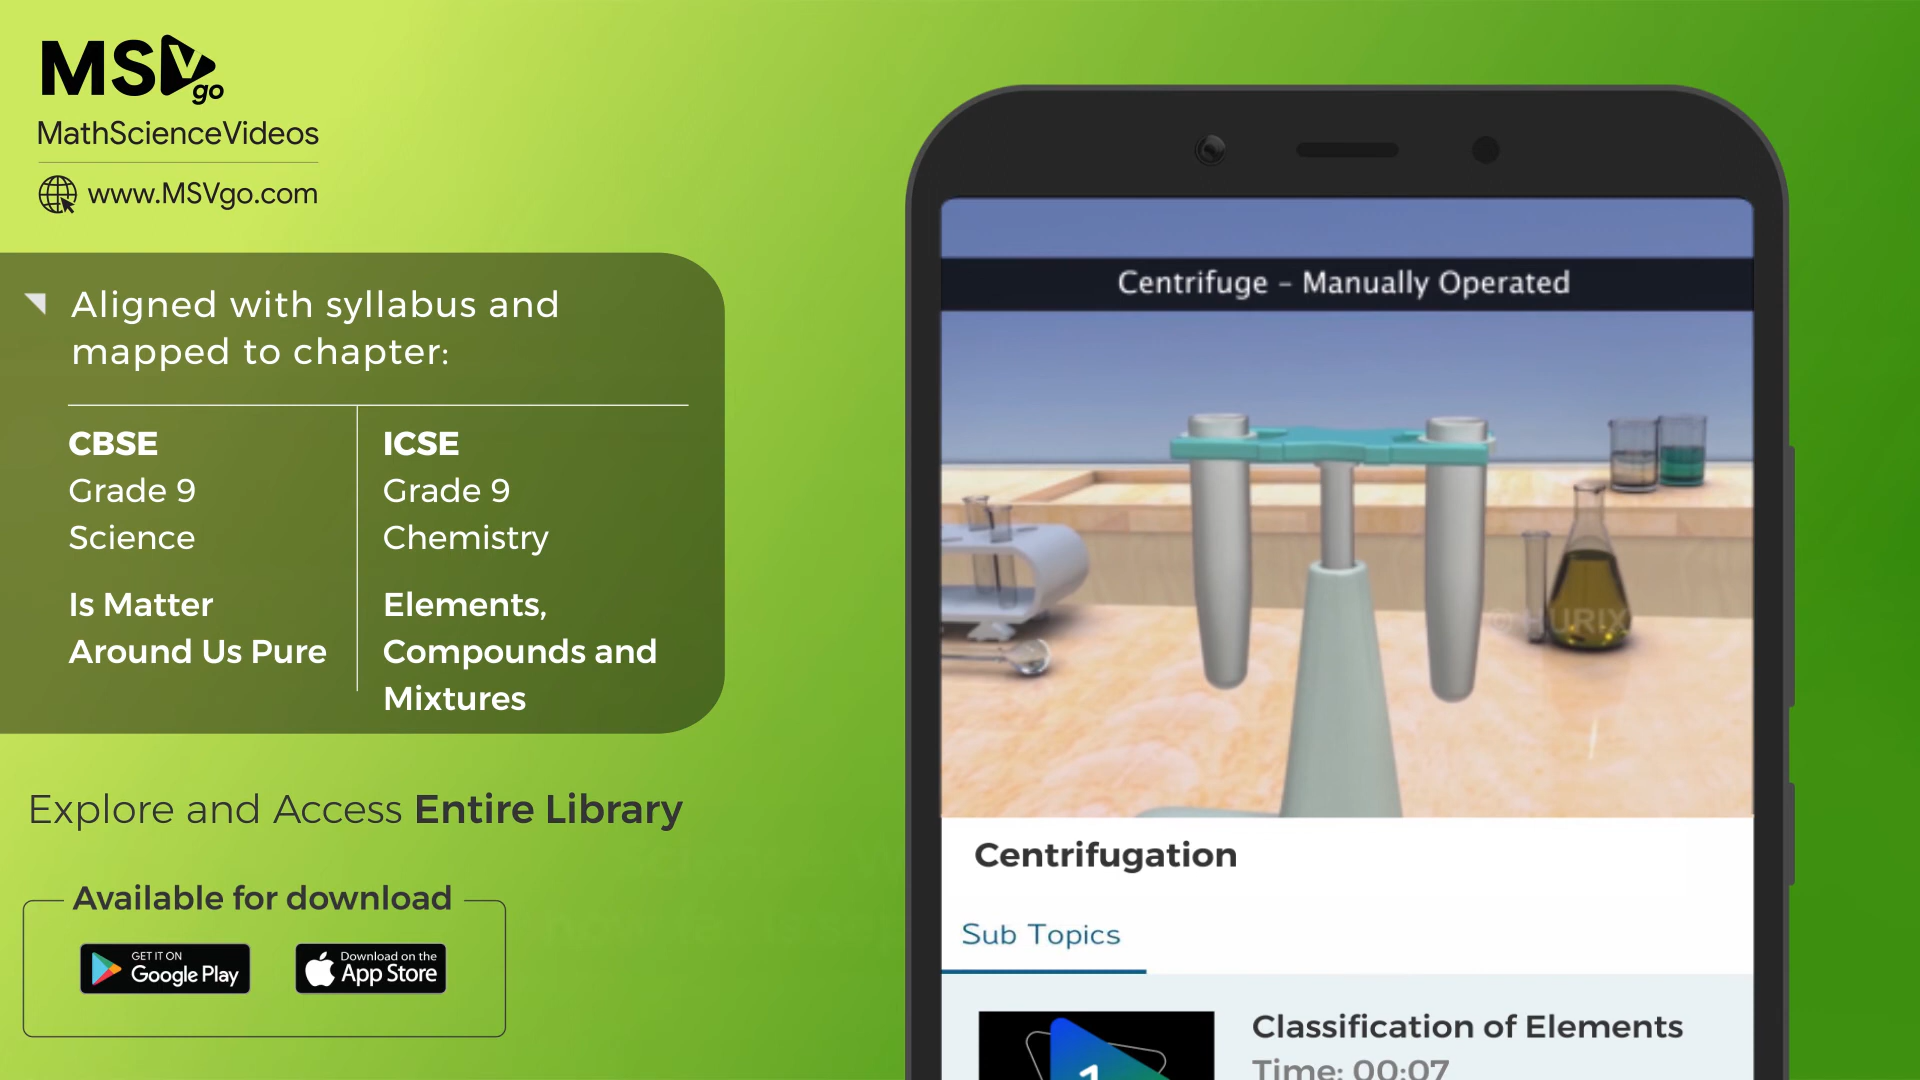 MSV go
MathScienceVideos
www.MSVgo.com
Aligned with syllabus and
mapped to chapter:
CBSE
Grade 9
Science
Is Matter
Around Us Pure
ICSE
Grade 9
Chemistry
Elements,
Compounds and
Mixtures
Explore and Access Entire Library
Available for download
GET IT ON
Google Play
Download on the
App Store
Centrifuge – Manually Operated
© HURIX
Centrifugation
Sub Topics
1
Classification of Elements
Time: 00:07